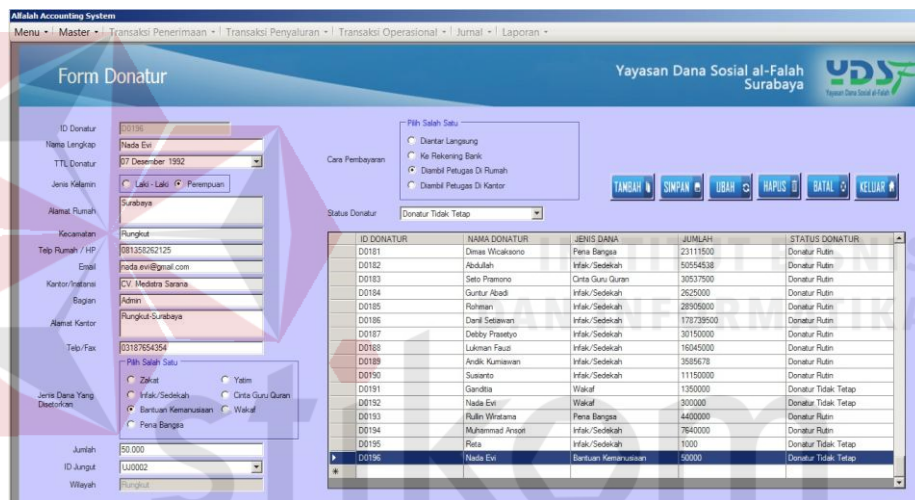 Alfalah Accounting System
Menu Master Transaksi Penerimaan Transaksi Penyaluran Transaksi Operasional Jurnal Laporan
Form Donatur
Yayasan Dana Sosial al-Falah
Surabaya
YDSF
Yayasan Dana Sosial al-Falah
ID Donatur D0196
Nama Lengkap Nada Evi
TTL Donatur 07 Desember 1992
Jenis Kelamin Laki - Laki Perempuan
Alamat Rumah Surabaya
Kecamatan Rungkut
Telp Rumah / HP 081358262125
Email nada.evi@gmail.com
Kantor/Instansi CV. Medistra Sarana
Bagian Admin
Alamat Kantor Rungkut-Surabaya
Telp/Fax 03187654354
Jenis Dana Yang Disetorkan
Pilih Salah Satu
Zakat Yatim
Infak/Sedekah Cinta Guru Quran
Bantuan Kemanusiaan Wakaf
Pena Bangsa
Jumlah 50.000
ID Jungut UJ0002
Wilayah Rungkut
Cara Pembayaran
Pilih Salah Satu
Diantar Langsung
Ke Rekening Bank
Diambil Petugas Di Rumah
Diambil Petugas Di Kantor
Status Donatur Donatur Tidak Tetap
TAMBAH SIMPAN UBAH HAPUS BATAL KELUAR
ID DONATUR NAMA DONATUR JENIS DANA JUMLAH STATUS DONATUR
D0181 Dimas Wicaksono Pena Bangsa 23111500 Donatur Rutin
D0182 Abdullah Infak/Sedekah 50554538 Donatur Rutin
D0183 Seto Pramono Cinta Guru Quran 30537500 Donatur Rutin
D0184 Guntur Abadi Infak/Sedekah 2625000 Donatur Rutin
D0185 Rohman Infak/Sedekah 28905000 Donatur Rutin
D0186 Danil Setiawan Infak/Sedekah 178739500 Donatur Rutin
D0187 Debby Prasetyo Infak/Sedekah 30150000 Donatur Rutin
D0188 Lukman Fauzi Infak/Sedekah 16045000 Donatur Rutin
D0189 Andik Kurniawan Infak/Sedekah 3585678 Donatur Rutin
D0190 Susianto Infak/Sedekah 11150000 Donatur Rutin
D0191 Ganditia Wakaf 1350000 Donatur Tidak Tetap
D0192 Nada Evi Wakaf 300000 Donatur Tidak Tetap
D0193 Rullin Wiratama Pena Bangsa 4400000 Donatur Rutin
D0194 Muhammad Ansori Infak/Sedekah 7640000 Donatur Rutin
D0195 Reta Infak/Sedekah 1000 Donatur Tidak Tetap
D0196 Nada Evi Bantuan Kemanusiaan 50000 Donatur Tidak Tetap
INSTITUT BISNIS
DAN INFORMATIKA
stikom